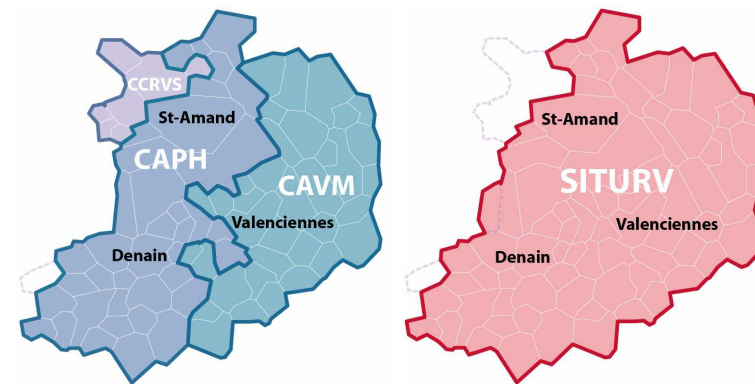 CCRVS
St-Amand
CAPH
CAVM
Valenciennes
Denain
St-Amand
SITURV
Valenciennes
Denain